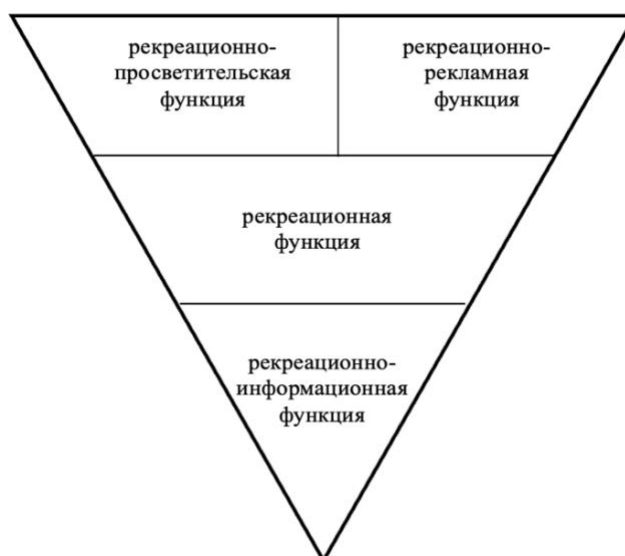 рекреационно-
просветительская
функция
рекреационно-
рекламная
функция
рекреационная
функция
рекреационно-
информационная
функция